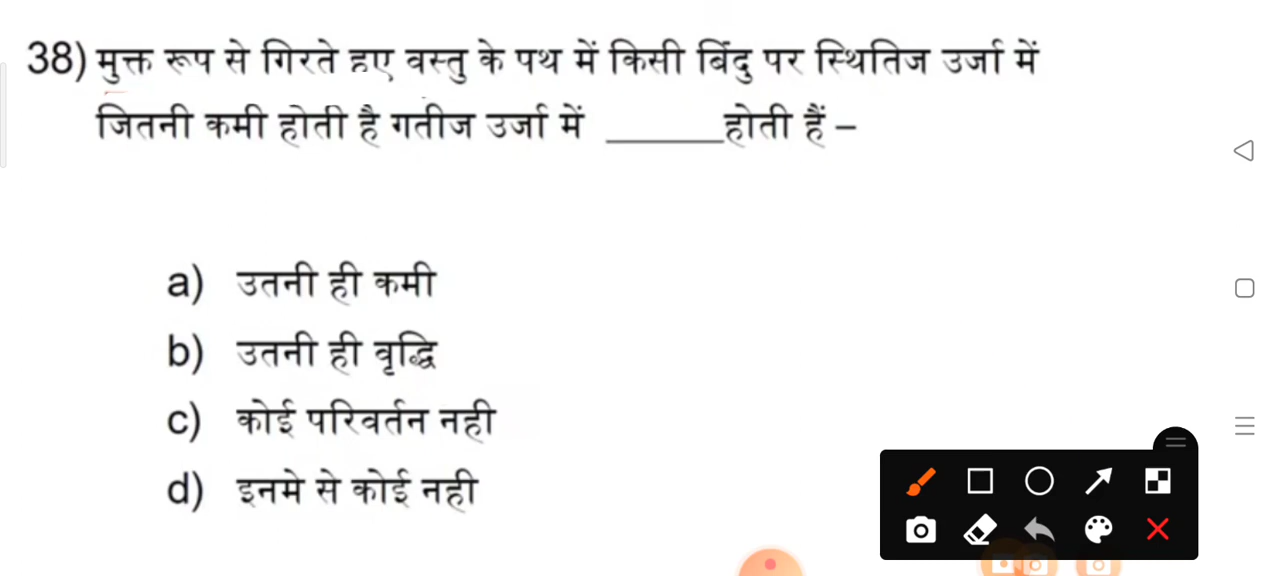 38) मुक्त रूप से गिरते हुए वस्तु के पथ में किसी बिंदु पर स्थितिज उर्जा में
जितनी कमी होती है गतीज उर्जा में ______होती हैं –
a) उतनी ही कमी
b) उतनी ही वृद्धि
c) कोई परिवर्तन नही
d) इनमे से कोई नही